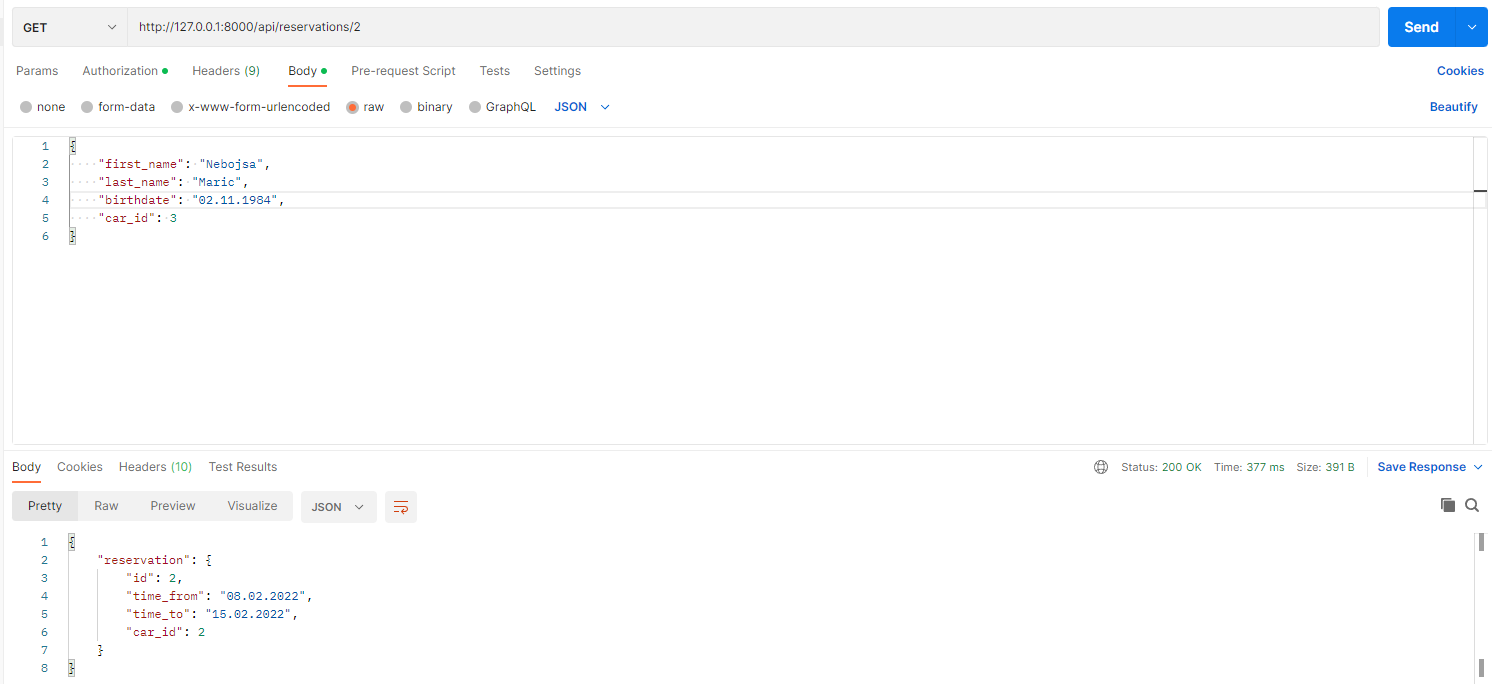 GET http://127.0.0.1:8000/api/reservations/2 Send
Params Authorization Headers (9) Body Pre-request Script Tests Settings Cookies
none form-data x-www-form-urlencoded raw binary GraphQL JSON Beautify
1 {
2 "first_name": "Nebojsa",
3 "last_name": "Maric",
4 "birthdate": "02.11.1984",
5 "car_id": 3
6 }
Body Cookies Headers (10) Test Results Status: 200 OK Time: 377 ms Size: 391 B Save Response
Pretty Raw Preview Visualize JSON
1 {
2 "reservation": {
3 "id": 2,
4 "time_from": "08.02.2022",
5 "time_to": "15.02.2022",
6 "car_id": 2
7 }
8 }